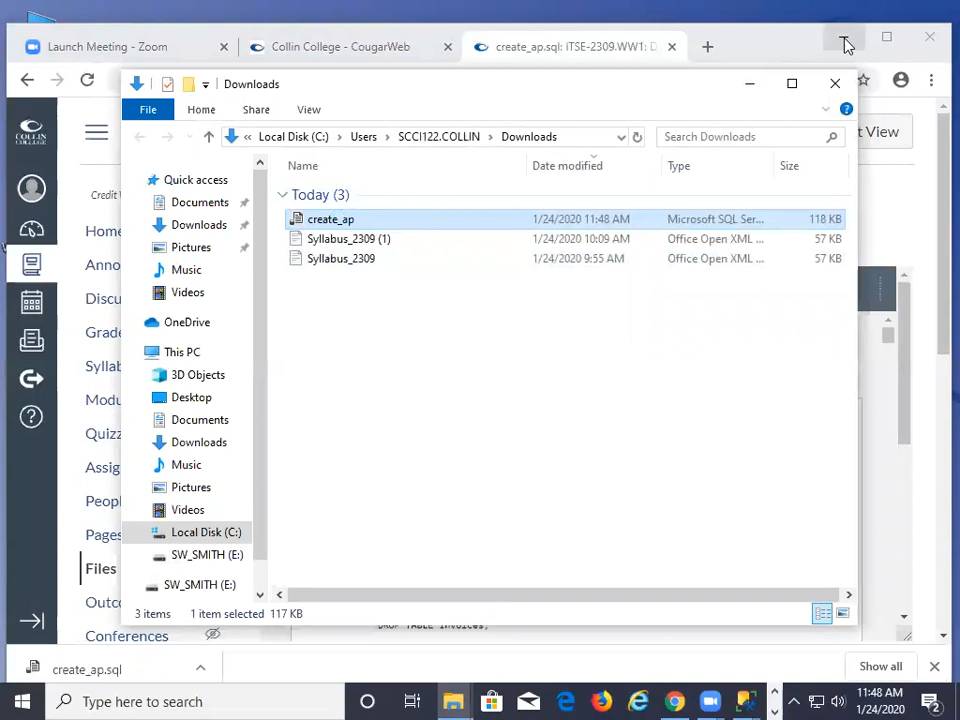 Launch Meeting - Zoom
Collin College - CougarWeb
create_ap.sql: ITSE-2309.WW1: D
Downloads
File Home Share View
« Local Disk (C:) > Users > SCCI122.COLLIN > Downloads
Search Downloads
t View
COLLIN COLLEGE
Name Date modified Type Size
Credit
Today (3)
create_ap 1/24/2020 11:48 AM Microsoft SQL Ser... 118 KB
Syllabus_2309 (1) 1/24/2020 10:09 AM Office Open XML ... 57 KB
Syllabus_2309 1/24/2020 9:55 AM Office Open XML ... 57 KB
Quick access
Documents
Downloads
Pictures
Music
Videos
OneDrive
This PC
3D Objects
Desktop
Documents
Downloads
Music
Pictures
Videos
Local Disk (C:)
SW_SMITH (E:)
SW_SMITH (E:)
Home
Anno
Discu
Grade
Syllab
Modu
Quizz
Assig
Peop
Pages
Files
Outco
Conferences
3 items 1 item selected 117 KB
DROP TABLE Invoices;
create_ap.sql
Show all
Type here to search
11:48 AM
1/24/2020
2